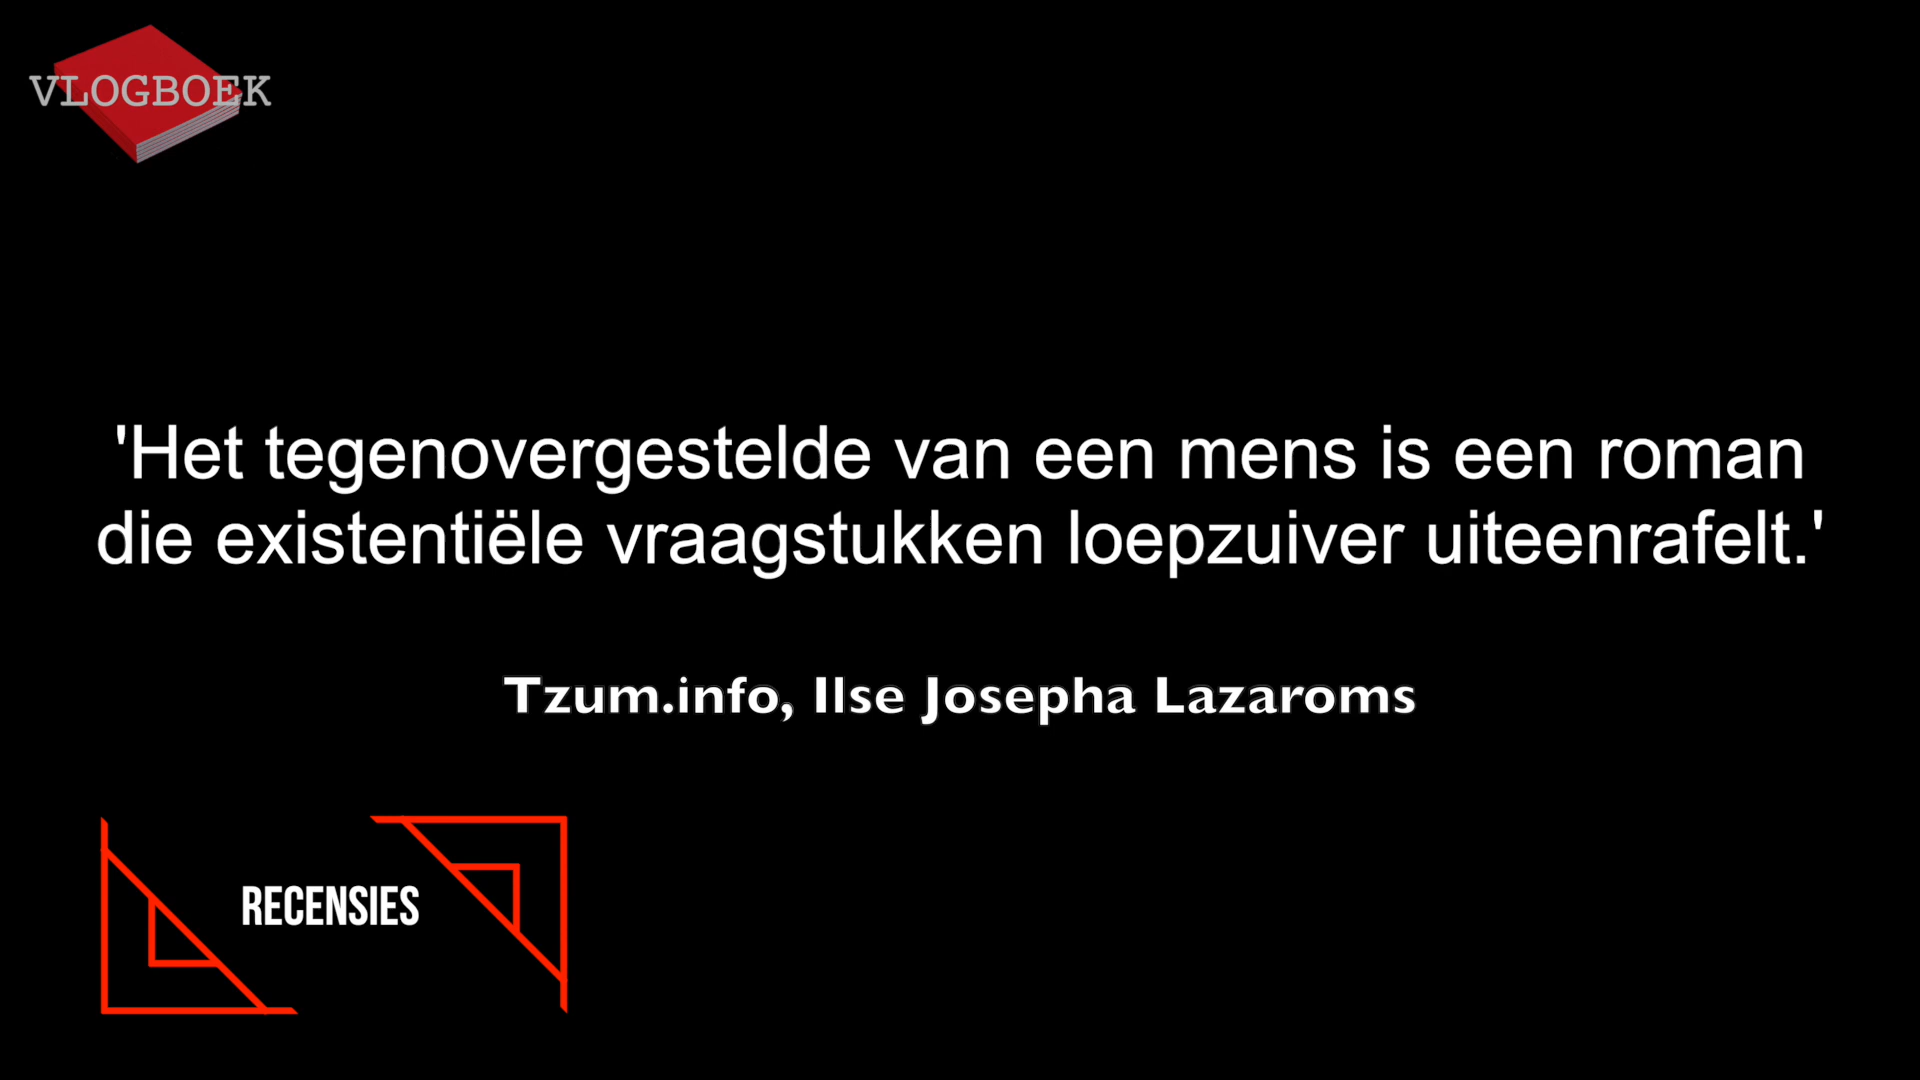 VLOGBOEK
'Het tegenovergestelde van een mens is een roman
die existentiële vraagstukken loepzuiver uiteenrafelt.'
Tzum.info, Ilse Josepha Lazaroms
RECENSIES